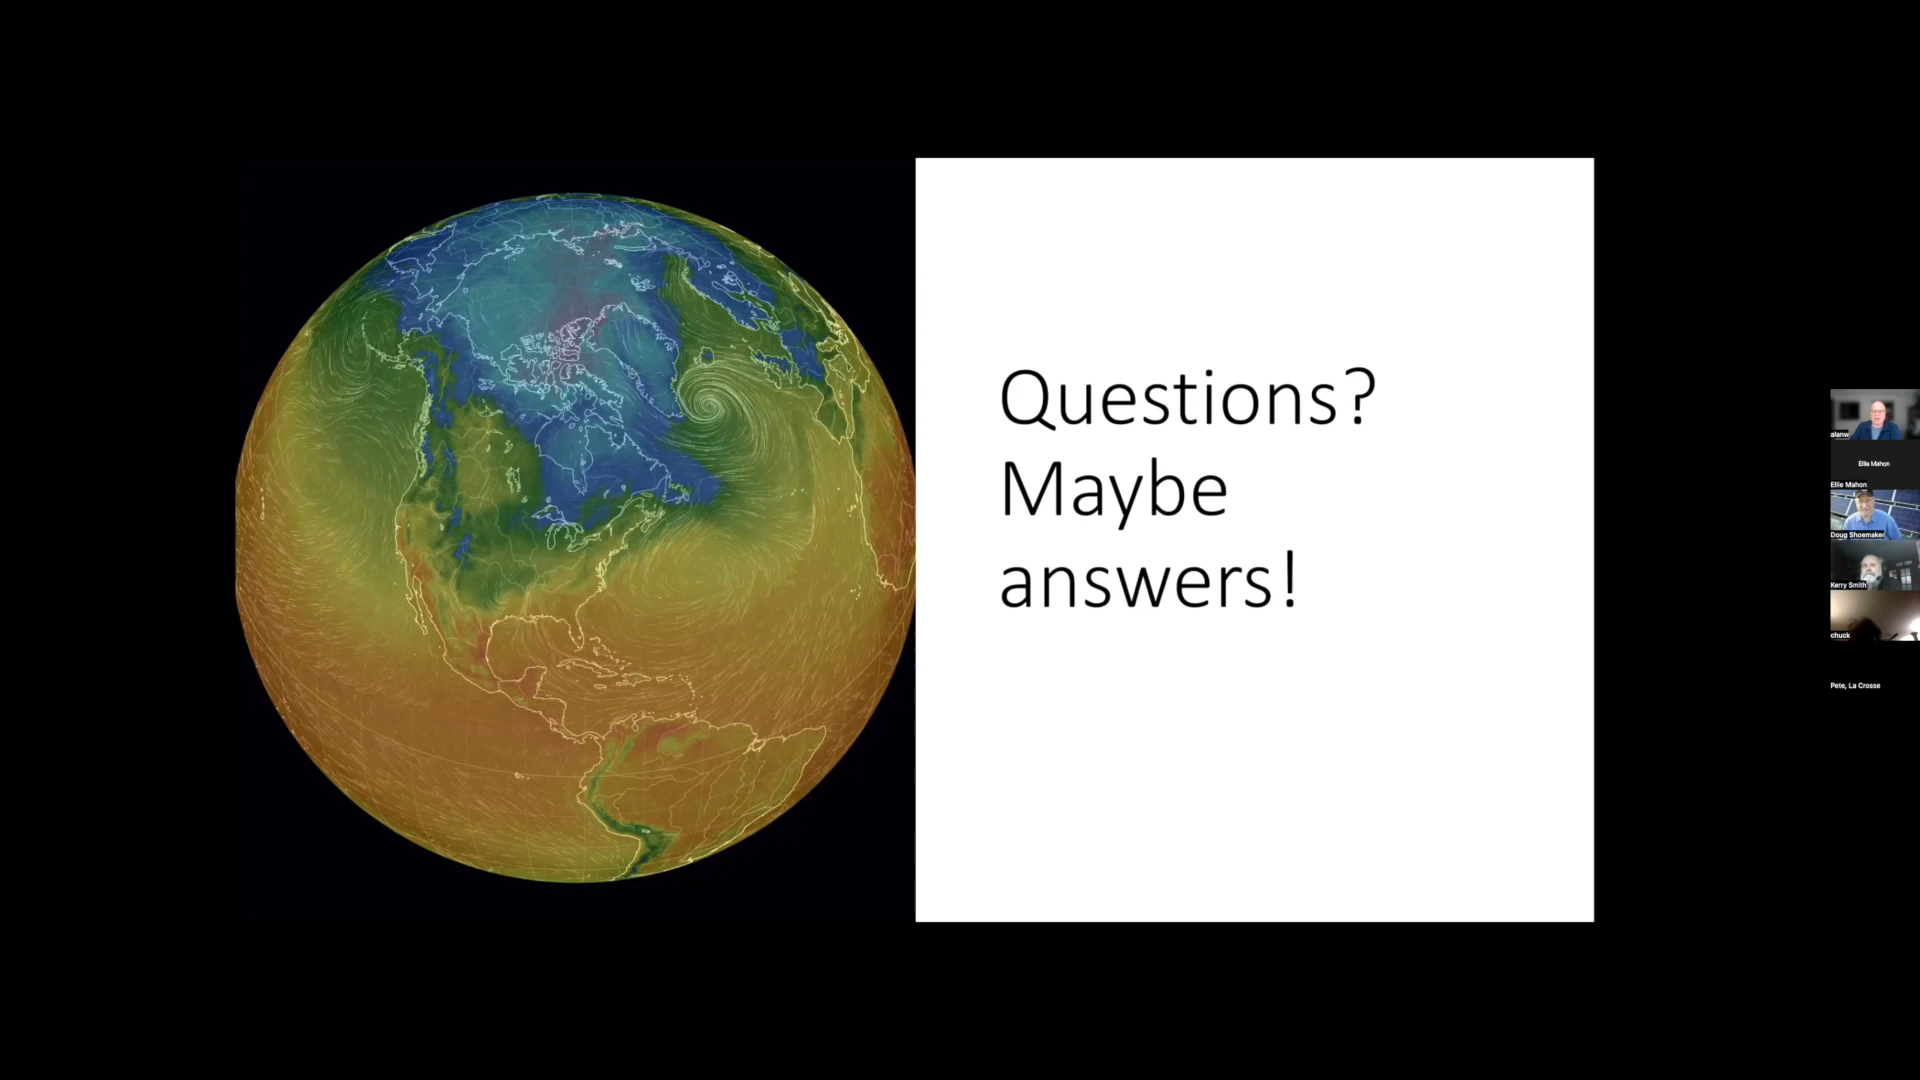 Questions?
Maybe
answers!
alanw
Ellie Mahon
Ellie Mahon
Doug Shoemaker
Kerry Smith
chuck
Pete, La Crosse